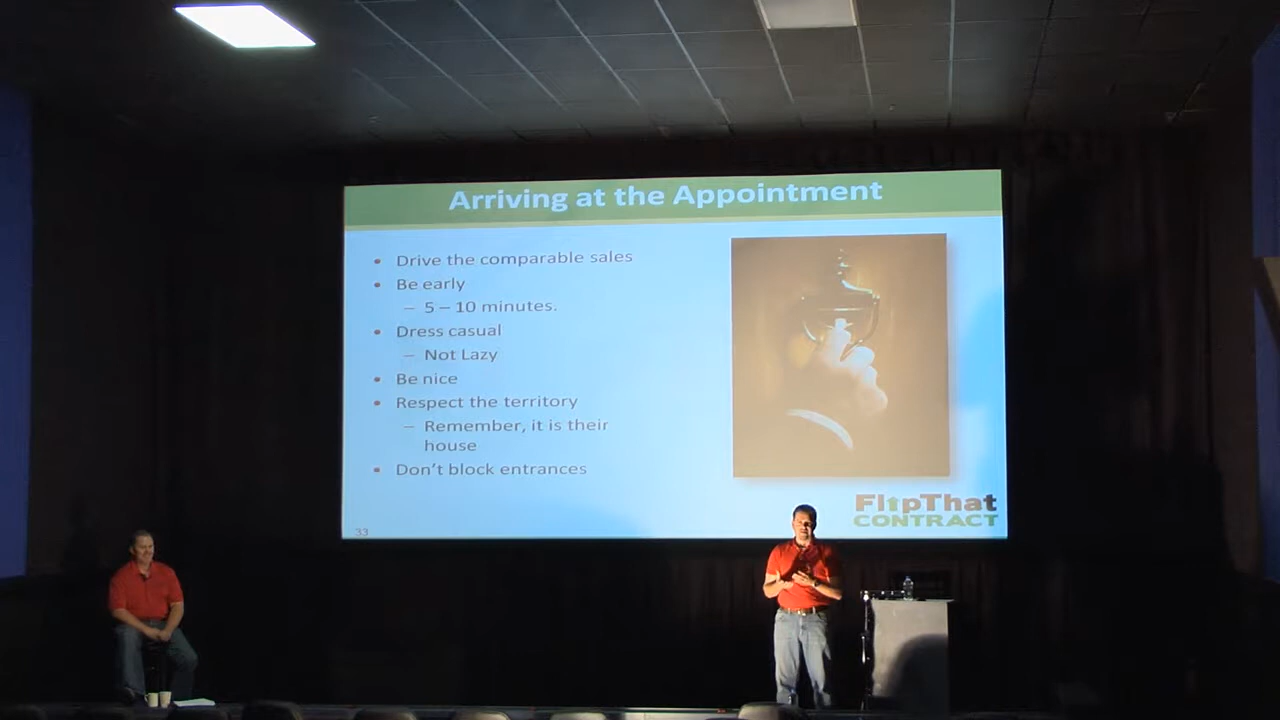 Arriving at the Appointment
• Drive the comparable sales
• Be early
– 5 – 10 minutes.
• Dress casual
– Not Lazy
• Be nice
• Respect the territory
– Remember, it is their
house
• Don't block entrances
FlipThat
CONTRACT
33